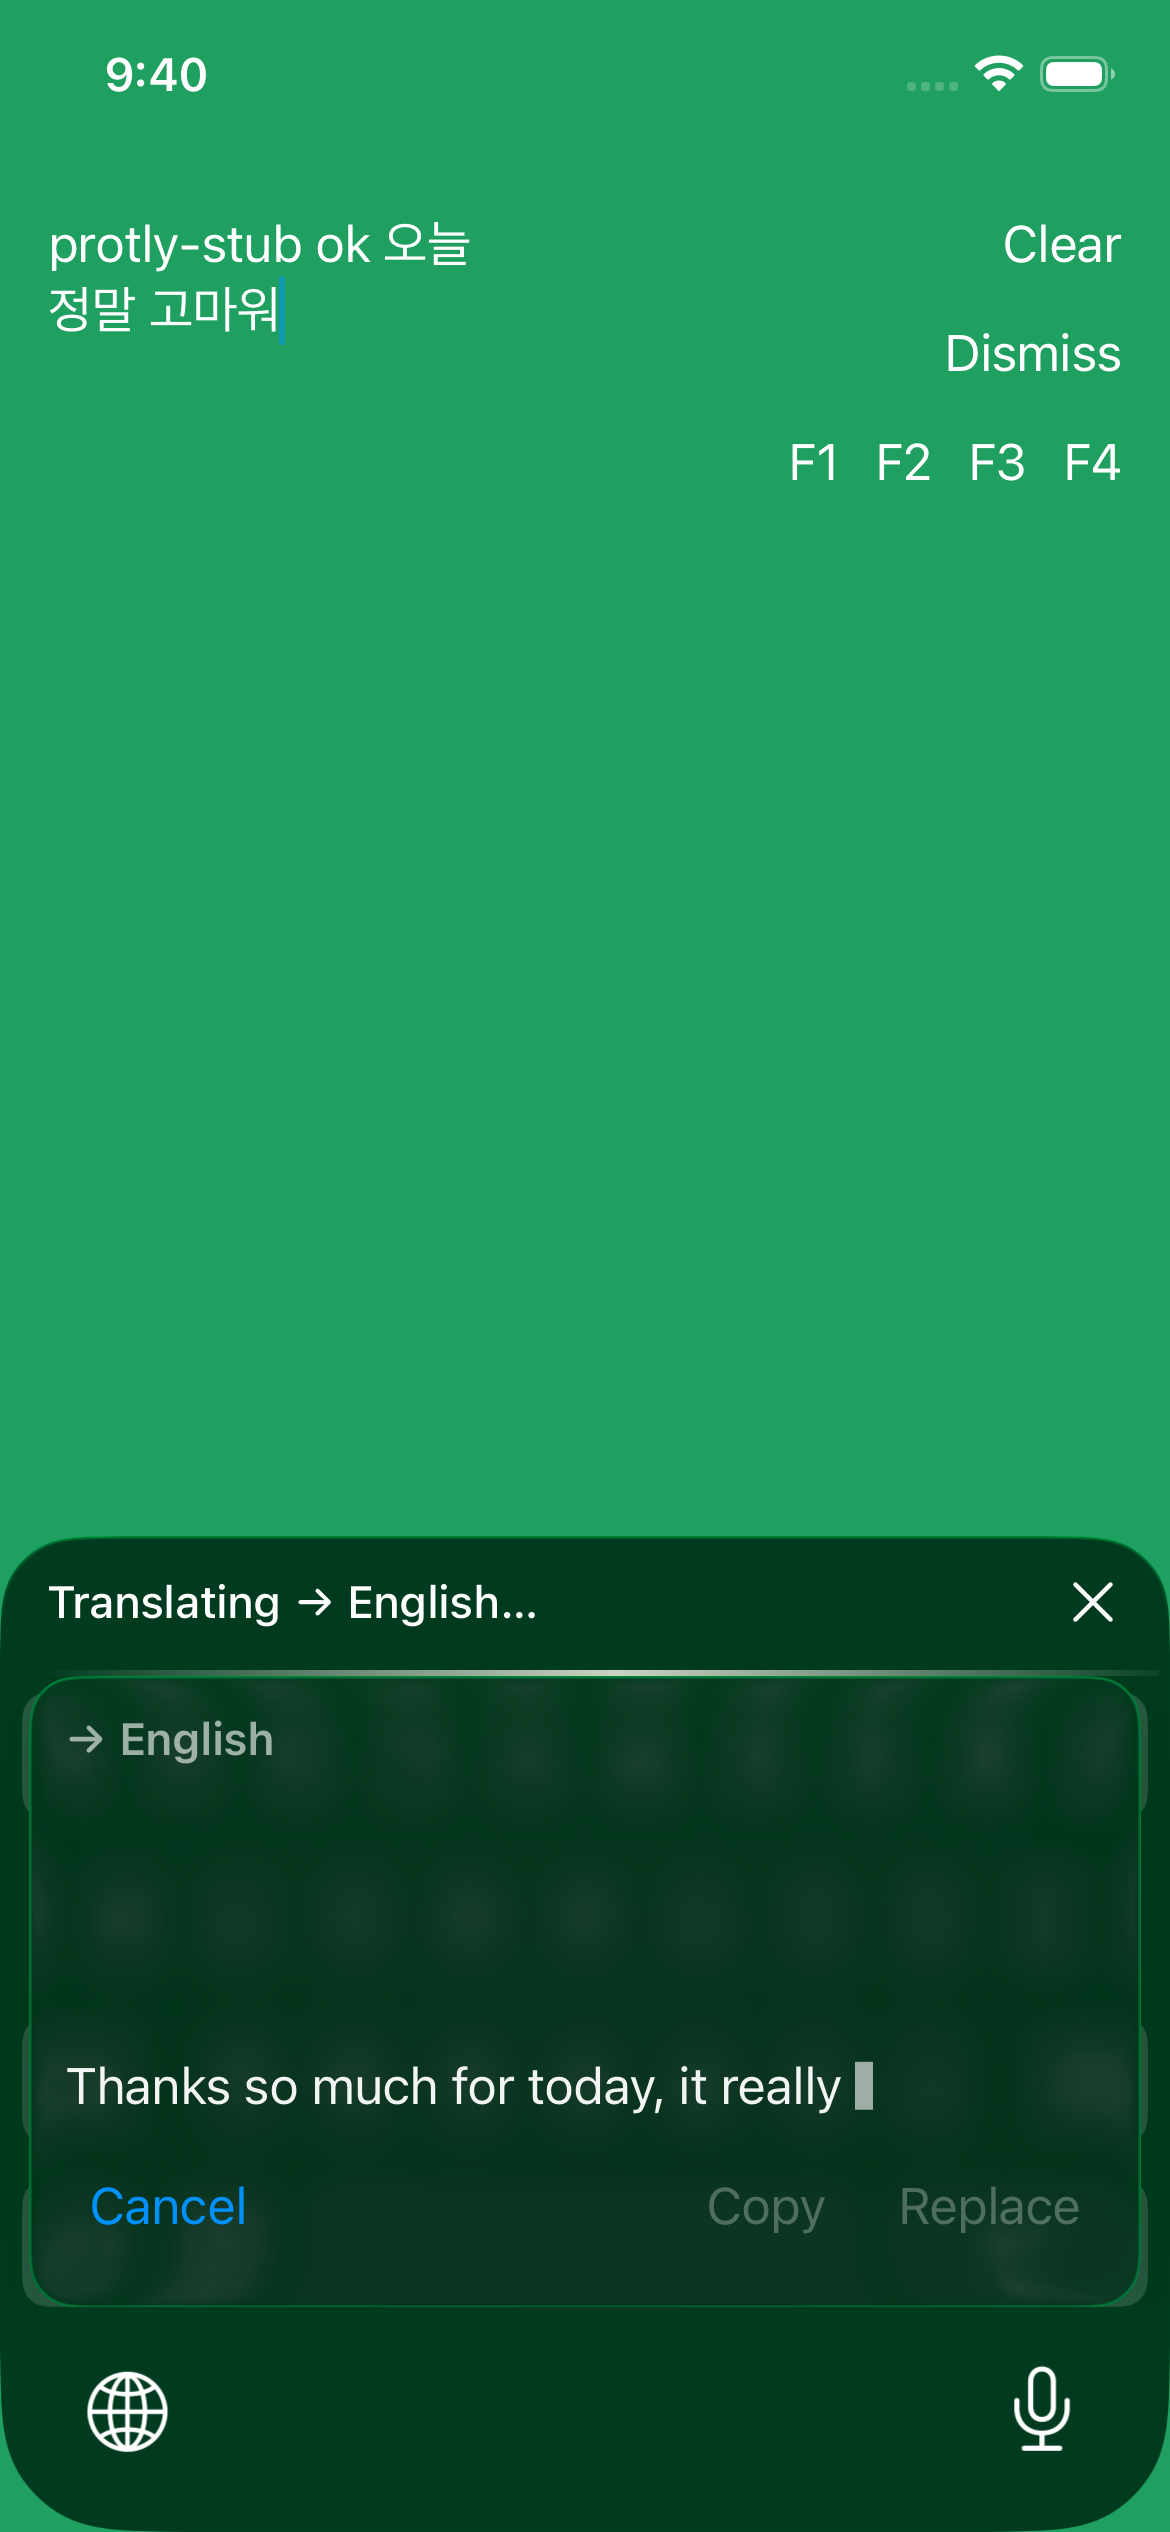 9:40
protly-stub ok 오늘
정말 고마워
Clear
Dismiss
F1 F2 F3 F4
Translating → English...
→ English
Thanks so much for today, it really
Cancel Copy Replace